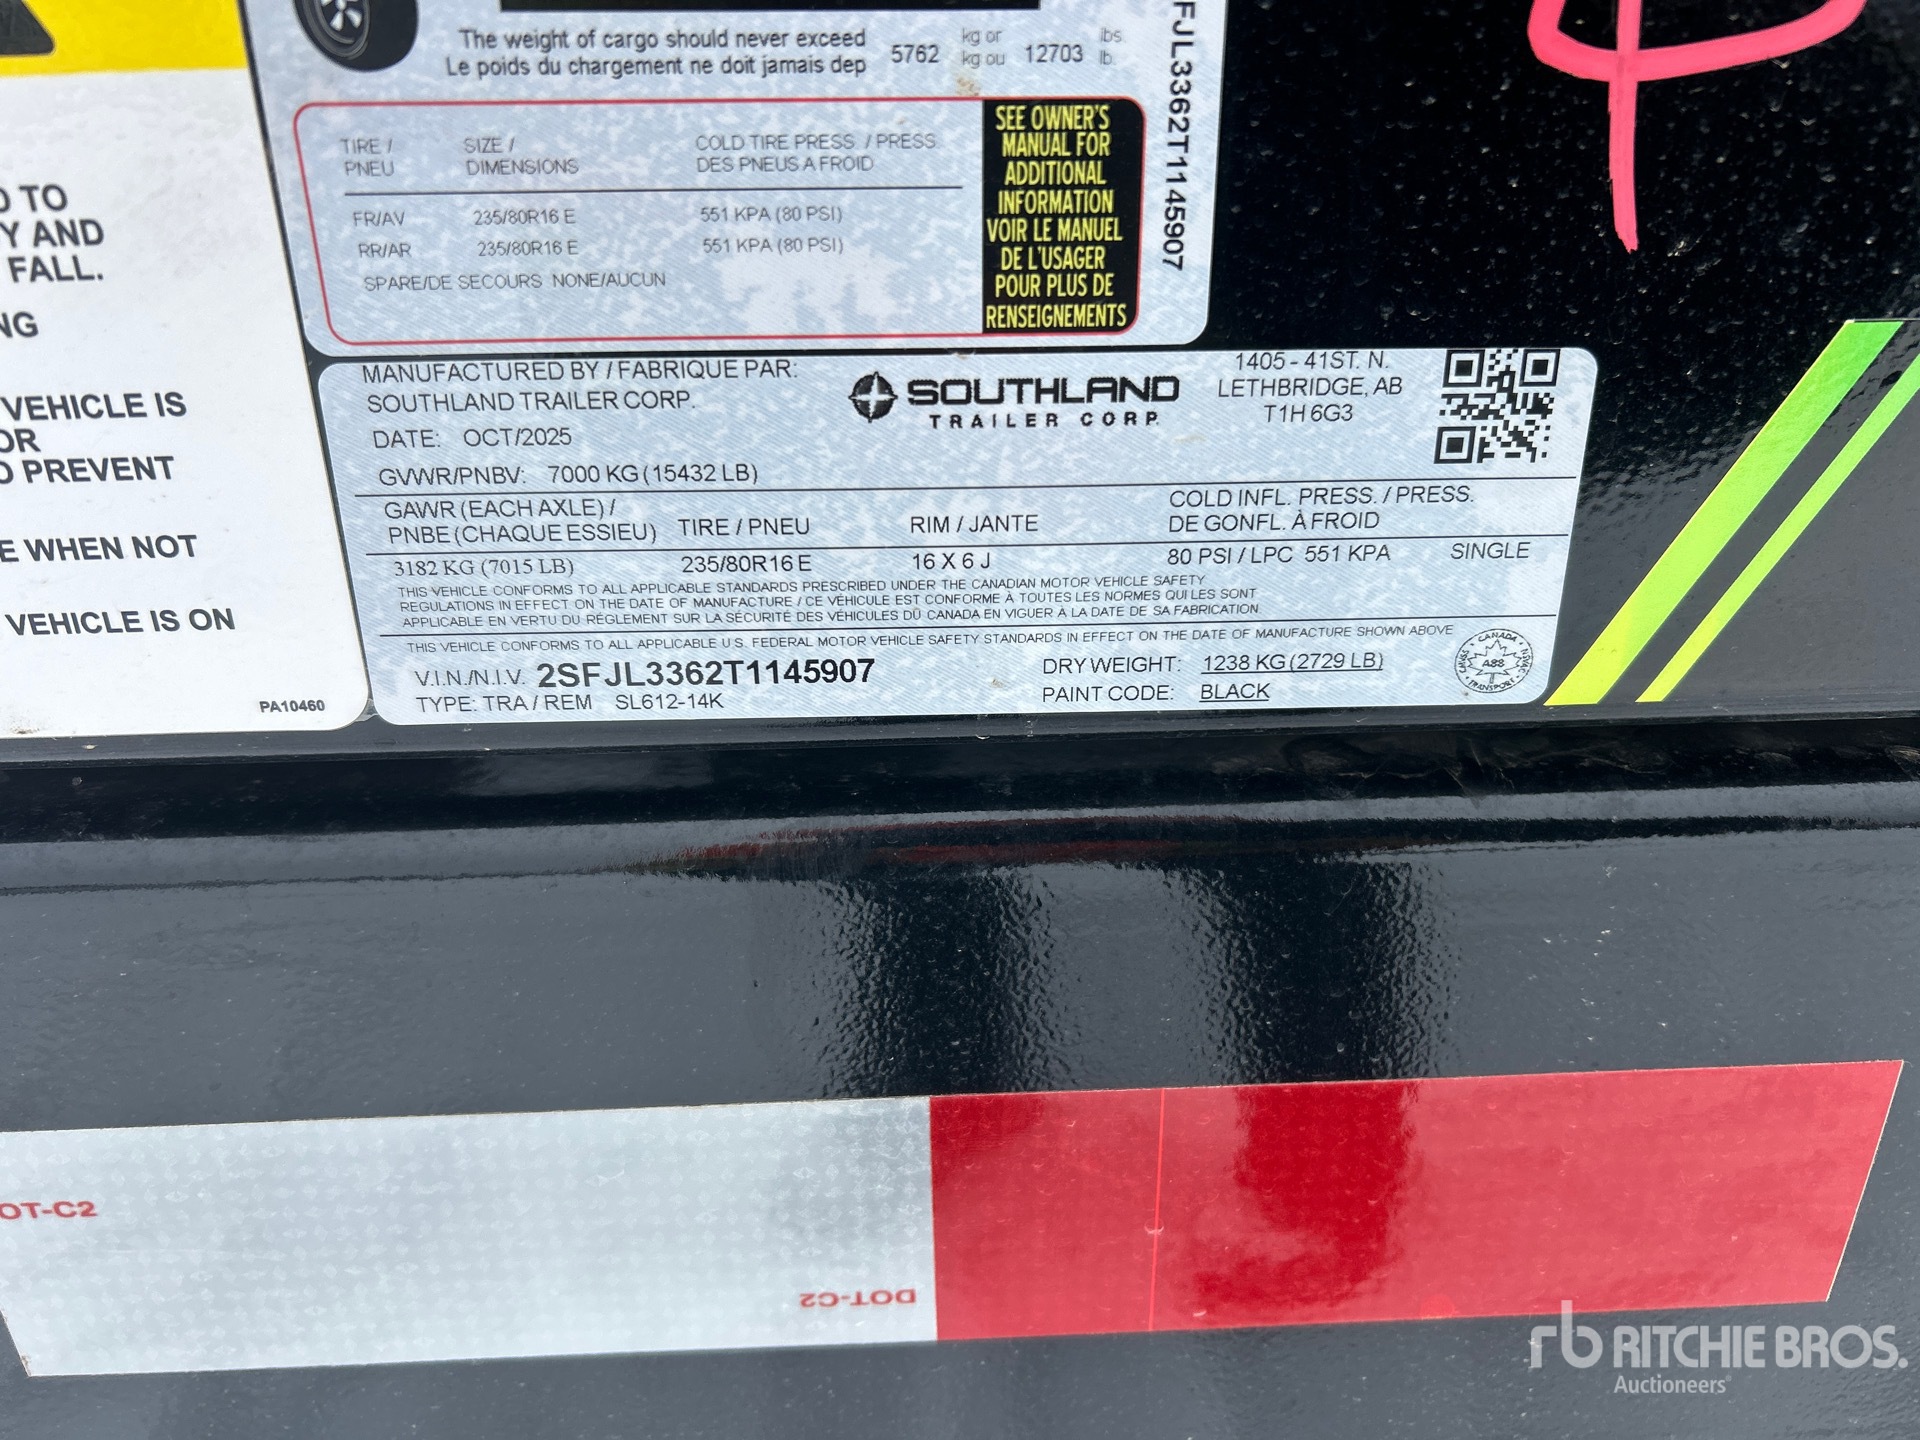 The weight of cargo should never exceed 5762 kg or 12703 lbs
Le poids du chargement ne doit jamais dep kg ou lb.
TIRE / SIZE / COLD TIRE PRESS. / PRESS
PNEU DIMENSIONS DES PNEUS A FROID
FR/AV 235/80R16 E 551 KPA (80 PSI)
RR/AR 235/80R16 E 551 KPA (80 PSI)
SPARE/DE SECOURS NONE/AUCUN
SEE OWNER'S
MANUAL FOR
ADDITIONAL
INFORMATION
VOIR LE MANUEL
DE L'USAGER
POUR PLUS DE
RENSEIGNEMENTS
FJL3362T1145907
TO
AND
FALL.
VEHICLE IS
PREVENT
WHEN NOT
VEHICLE IS ON
PA10460
MANUFACTURED BY / FABRIQUE PAR:
SOUTHLAND TRAILER CORP.
SOUTHLAND
TRAILER CORP.
1405 - 41ST. N.
LETHBRIDGE, AB
T1H 6G3
DATE: OCT/2025
GVWR/PNBV: 7000 KG (15432 LB)
GAWR (EACH AXLE) /
PNBE (CHAQUE ESSIEU) TIRE / PNEU RIM / JANTE COLD INFL. PRESS. / PRESS.
DE GONFL. À FROID
3182 KG (7015 LB) 235/80R16 E 16 X 6 J 80 PSI / LPC 551 KPA SINGLE
THIS VEHICLE CONFORMS TO ALL APPLICABLE STANDARDS PRESCRIBED UNDER THE CANADIAN MOTOR VEHICLE SAFETY
REGULATIONS IN EFFECT ON THE DATE OF MANUFACTURE / CE VÉHICULE EST CONFORME À TOUTES LES NORMES QUI LES SONT
APPLICABLE EN VERTU DU RÈGLEMENT SUR LA SÉCURITÉ DES VÉHICULES DU CANADA EN VIGUER À LA DATE DE SA FABRICATION.
THIS VEHICLE CONFORMS TO ALL APPLICABLE U.S. FEDERAL MOTOR VEHICLE SAFETY STANDARDS IN EFFECT ON THE DATE OF MANUFACTURE SHOWN ABOVE
V.I.N./N.I.V. 2SFJL3362T1145907 DRY WEIGHT: 1238 KG (2729 LB)
TYPE: TRA / REM SL612-14K PAINT CODE: BLACK
CANADA
A88
TRANSPORT
OT-C2
DOT-C2
rb RITCHIE BROS.
Auctioneers